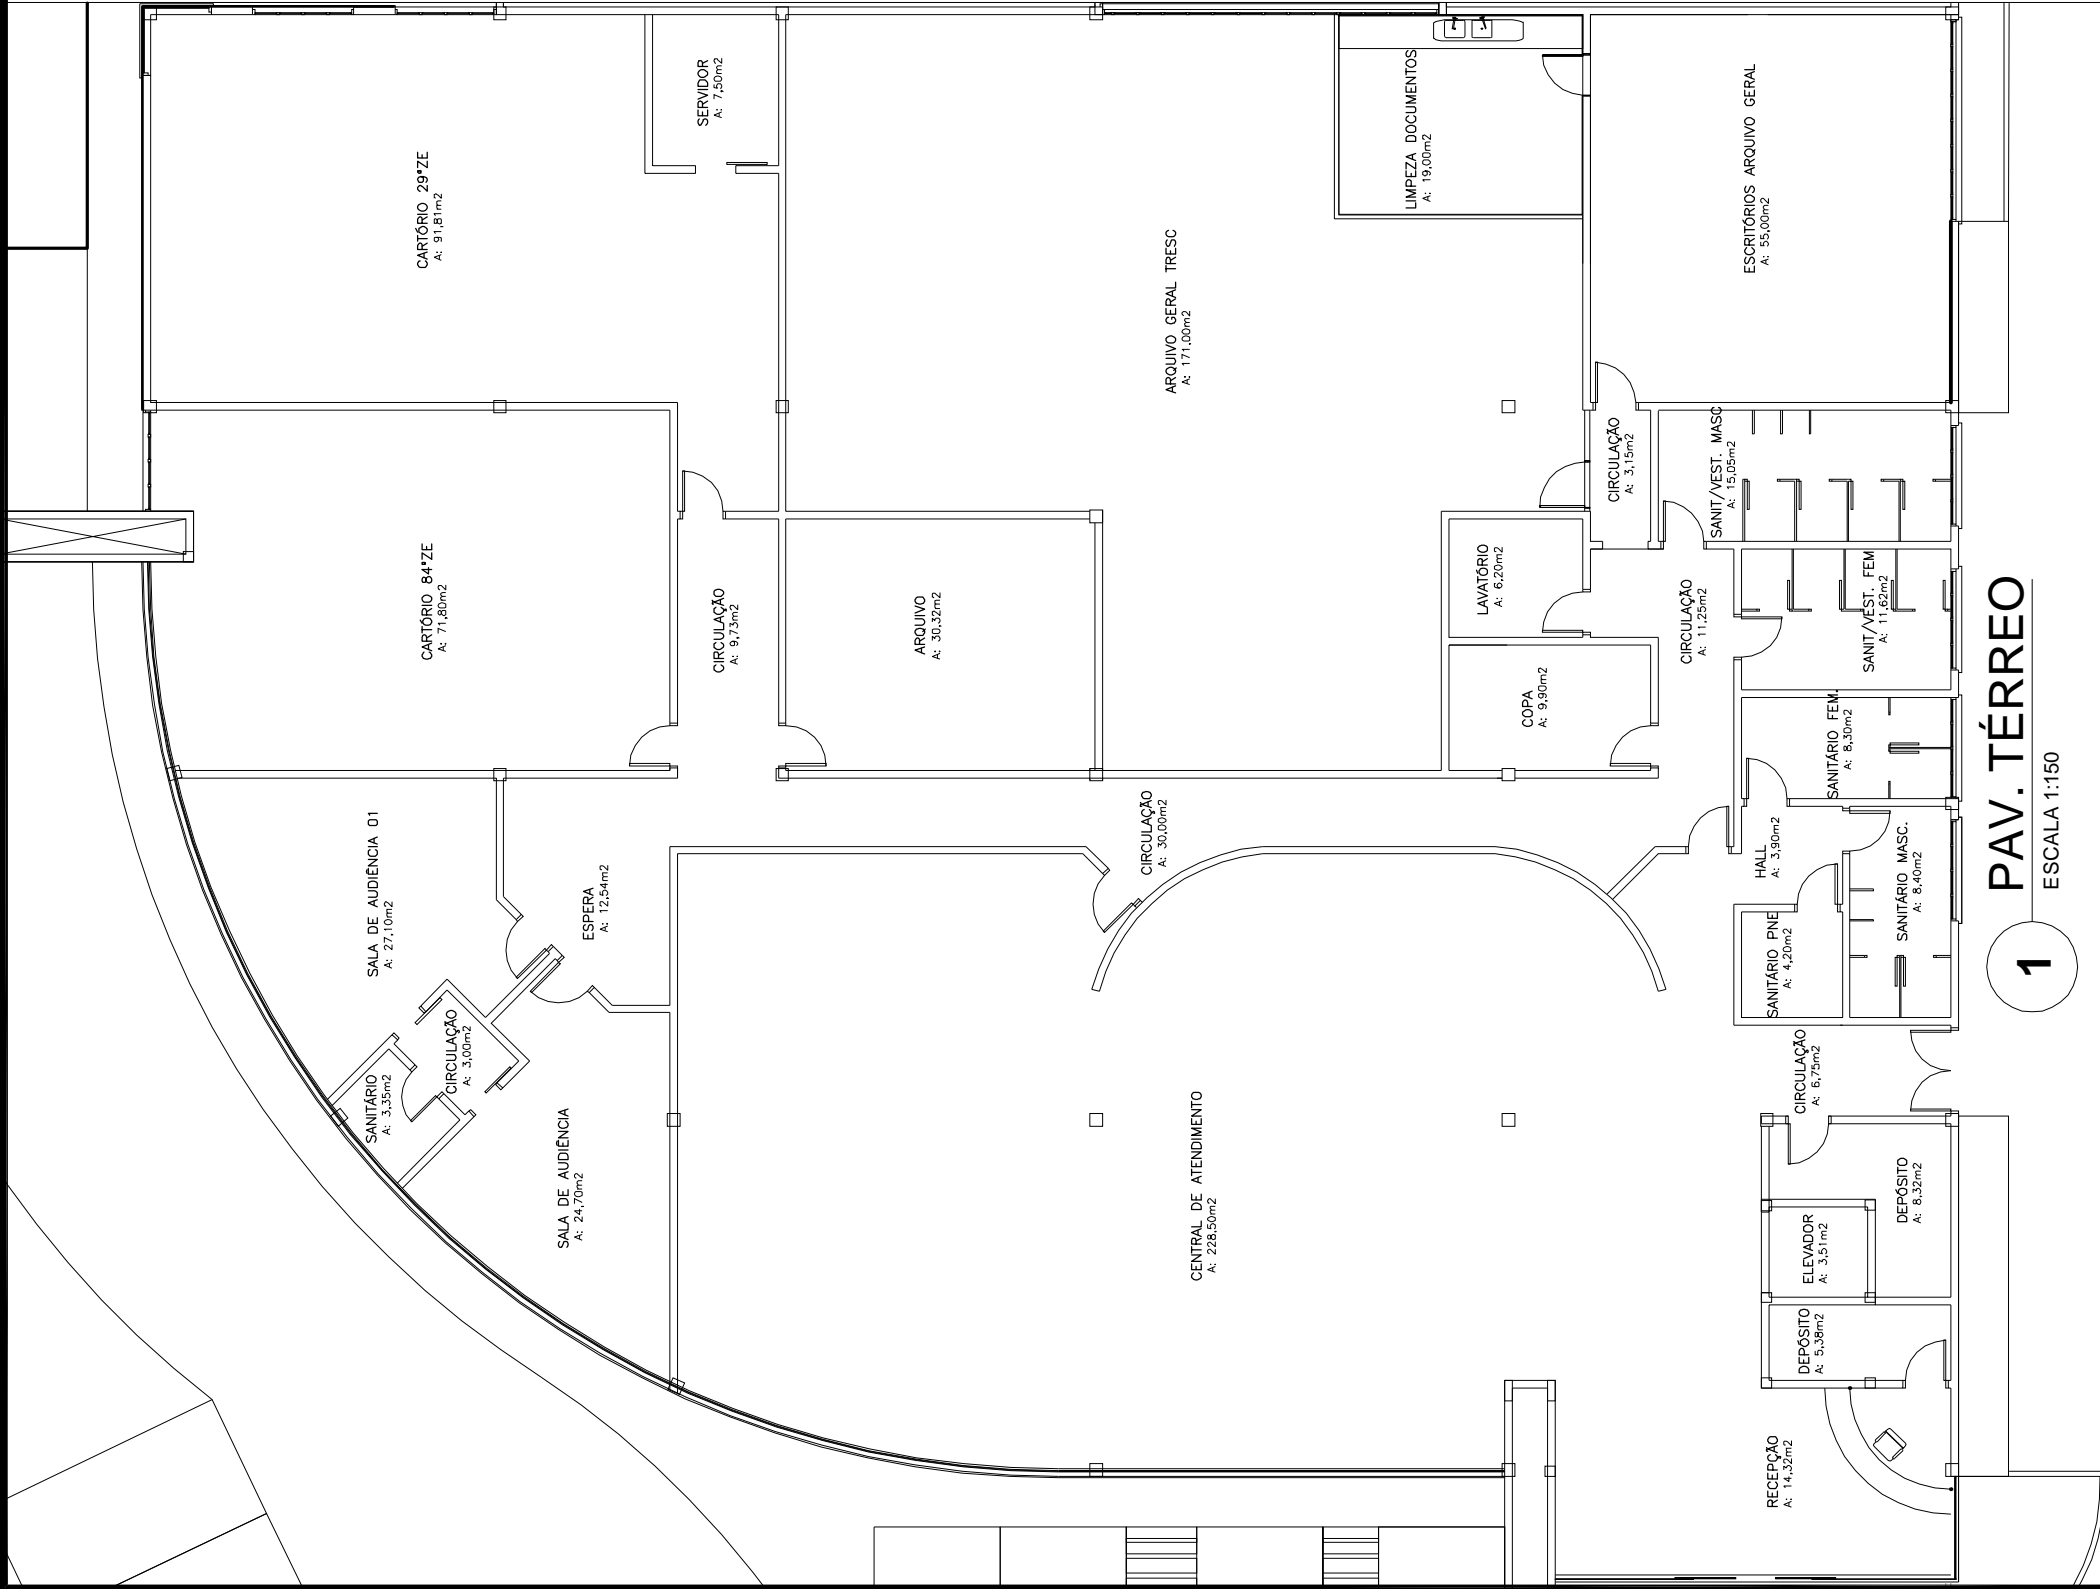 CARTÓRIO 29ªZE
A: 91,81m2
SERVIDOR
A: 7,50m2
LIMPEZA DOCUMENTOS
A: 19,00m2
ESCRITÓRIOS ARQUIVO GERAL
A: 55,00m2
ARQUIVO GERAL TRESC
A: 171,00m2
CARTÓRIO 84ªZE
A: 71,80m2
CIRCULAÇÃO
A: 9,73m2
ARQUIVO
A: 30,32m2
LAVATÓRIO
A: 6,20m2
COPA
A: 9,90m2
CIRCULAÇÃO
A: 3,15m2
SANIT/VEST. MASC
A: 15,05m2
CIRCULAÇÃO
A: 11,25m2
SANIT/VEST. FEM
A: 11,62m2
SANITÁRIO FEM.
A: 8,30m2
SALA DE AUDIÊNCIA 01
A: 27,10m2
ESPERA
A: 12,54m2
CIRCULAÇÃO
A: 30,00m2
HALL
A: 3,90m2
SANITÁRIO MASC.
A: 8,40m2
SANITÁRIO PNE
A: 4,20m2
SANITÁRIO
A: 3,35m2
CIRCULAÇÃO
A: 3,00m2
SALA DE AUDIÊNCIA
A: 24,70m2
CENTRAL DE ATENDIMENTO
A: 228,50m2
CIRCULAÇÃO
A: 6,75m2
DEPÓSITO
A: 8,32m2
ELEVADOR
A: 3,51m2
DEPÓSITO
A: 5,38m2
RECEPÇÃO
A: 14,32m2
1
PAV. TÉRREO
ESCALA 1:150